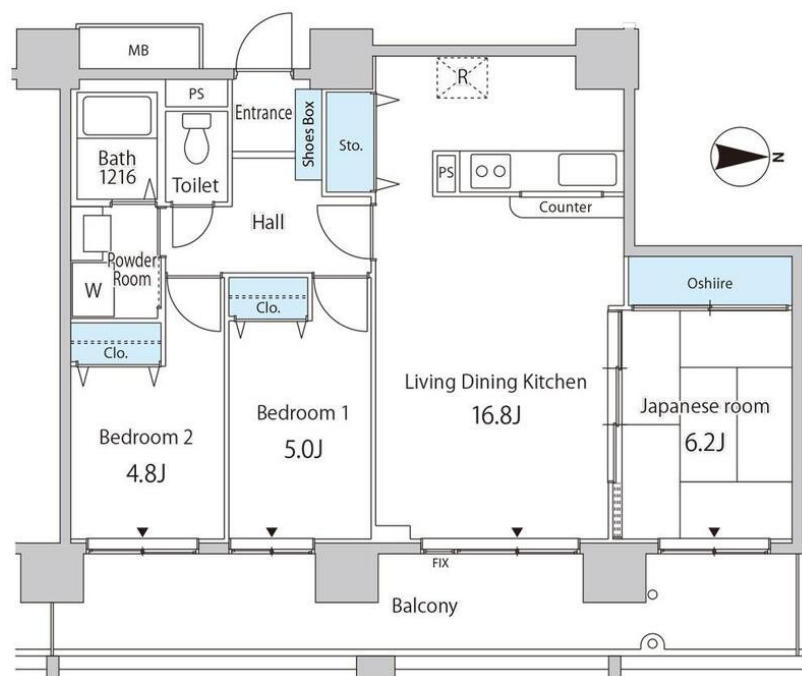 MB
PS
Entrance
Shoes Box
Sto.
R
Bath
1216
Toilet
PS
Counter
N
Hall
Powder
Room
W
Oshiire
Clo.
Clo.
Living Dining Kitchen
16.8J
Japanese room
6.2J
Bedroom 1
5.0J
Bedroom 2
4.8J
FIX
Balcony